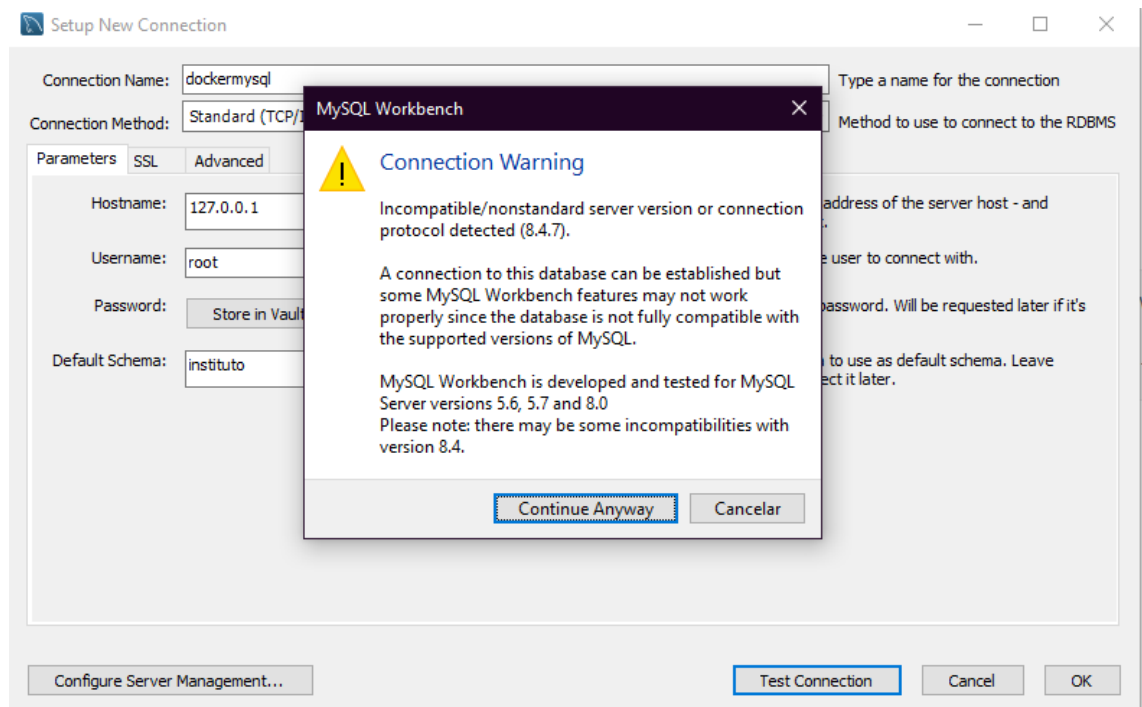 Setup New Connection
Connection Name: dockermysql Type a name for the connection
Connection Method: Standard (TCP/I Method to use to connect to the RDBMS
Parameters SSL Advanced
Hostname: 127.0.0.1 address of the server host - and
Username: root user to connect with.
Password: Store in Vault password. Will be requested later if it's
Default Schema: instituto to use as default schema. Leave
ect it later.
MySQL Workbench
Connection Warning
Incompatible/nonstandard server version or connection
protocol detected (8.4.7).
A connection to this database can be established but
some MySQL Workbench features may not work
properly since the database is not fully compatible with
the supported versions of MySQL.
MySQL Workbench is developed and tested for MySQL
Server versions 5.6, 5.7 and 8.0
Please note: there may be some incompatibilities with
version 8.4.
Continue Anyway Cancelar
Configure Server Management... Test Connection Cancel OK